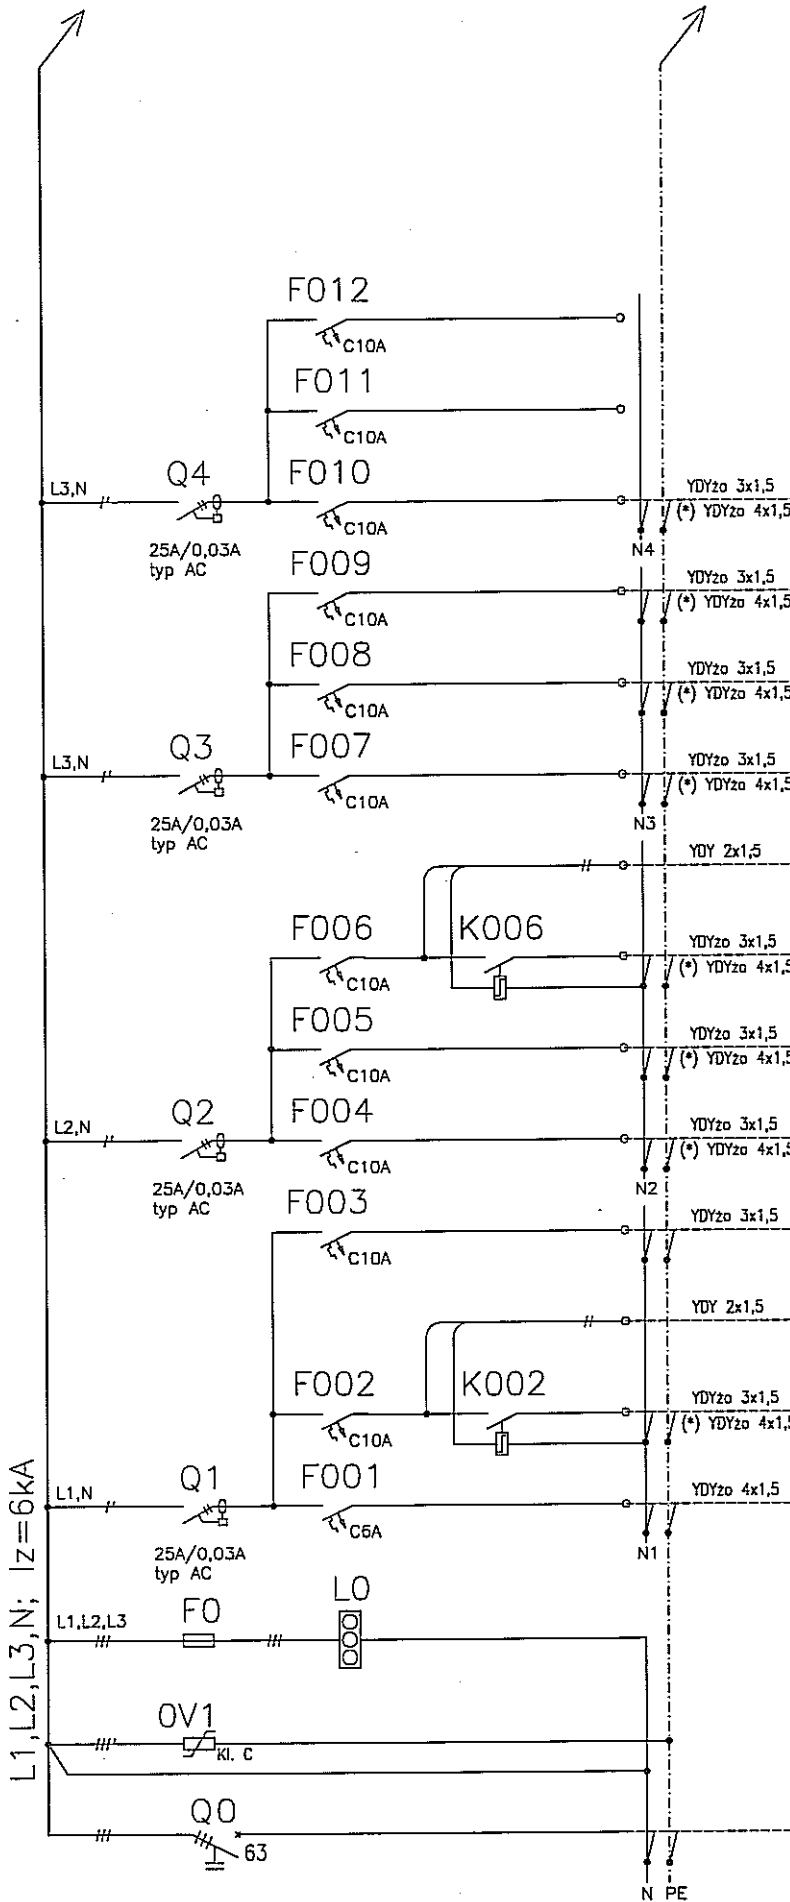 F012
C10A
F011
C10A
Q4
F010
L3,N
YDYżo 3x1,5
(*) YDYżo 4x1,5
C10A
25A/0,03A
typ AC
N4
F009
YDYżo 3x1,5
(*) YDYżo 4x1,5
C10A
F008
YDYżo 3x1,5
(*) YDYżo 4x1,5
C10A
Q3
F007
L3,N
YDYżo 3x1,5
(*) YDYżo 4x1,5
C10A
25A/0,03A
typ AC
N3
YDY 2x1,5
F006
K006
YDYżo 3x1,5
(*) YDYżo 4x1,5
C10A
F005
YDYżo 3x1,5
(*) YDYżo 4x1,5
C10A
Q2
F004
L2,N
YDYżo 3x1,5
(*) YDYżo 4x1,5
C10A
25A/0,03A
typ AC
N2
F003
YDYżo 3x1,5
C10A
YDY 2x1,5
F002
K002
YDYżo 3x1,5
(*) YDYżo 4x1,5
C10A
Q1
F001
L1,N
YDYżo 4x1,5
C6A
25A/0,03A
typ AC
N1
L1,L2,L3,N; Iz=6kA
F0
L0
L1,L2,L3
OV1
Kl. C
Q0
63
N PE